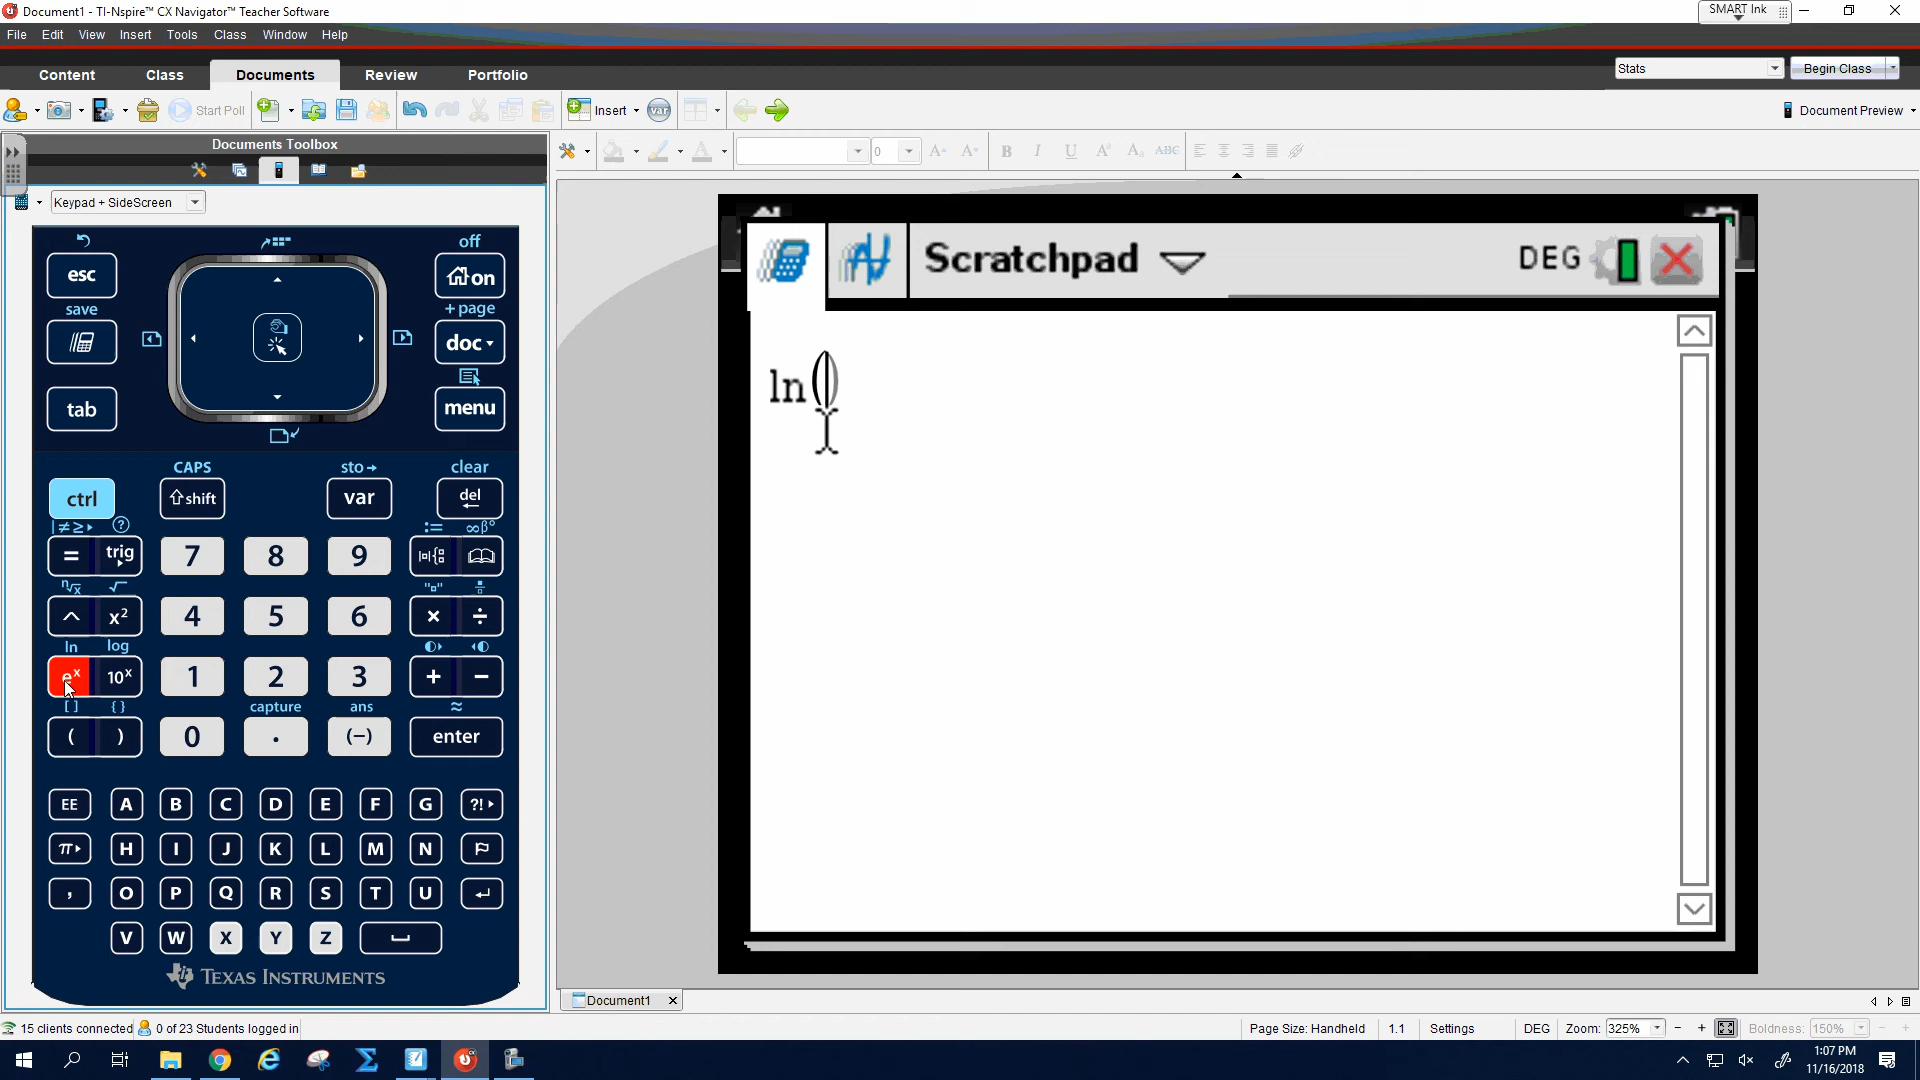 Document1 - TI-Nspire™ CX Navigator™ Teacher Software
SMART Ink
File Edit View Insert Tools Class Window Help
Content Class Documents Review Portfolio
Stats
Begin Class
Start Poll
Insert
var
Document Preview
Documents Toolbox
0
B I U A A ABC
Keypad + SideScreen
off
esc
on
save
+ page
doc
tab
menu
CAPS
sto→
clear
ctrl
⇧shift
var
del
|≠≥▸ ?
:= ∞β°
= trig 7 8 9
ⁿ√x √
"▫"
^ x² 4 5 6 × ÷
ln log
eˣ 10ˣ 1 2 3 + −
[ ] { } capture ans ≈
( ) 0 . (−) enter
EE A B C D E F G ?!▸
π▸ H I J K L M N
, O P Q R S T U ↵
V W X Y Z
TEXAS INSTRUMENTS
Scratchpad
DEG
ln()
Document1
15 clients connected
0 of 23 Students logged in
Page Size: Handheld
1.1
Settings
DEG
Zoom: 325%
− +
Boldness: 150%
− +
1:07 PM
11/16/2018